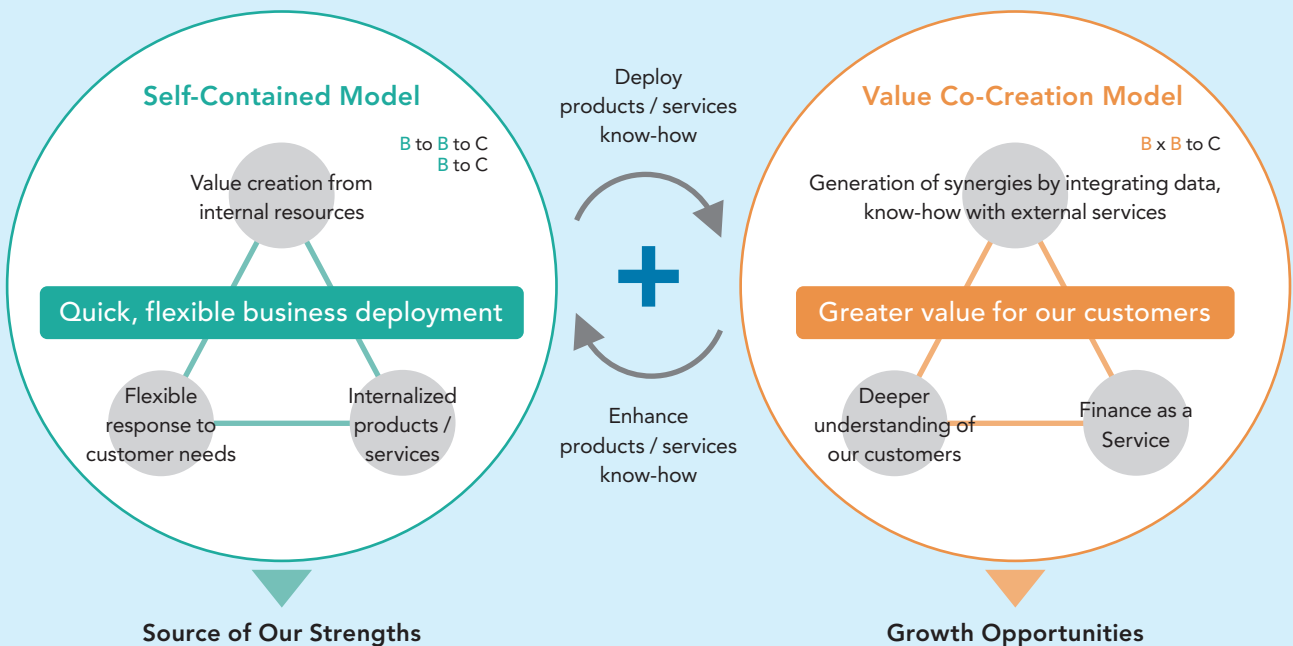 Self-Contained Model
B to B to C
B to C
Value creation from
internal resources
Quick, flexible business deployment
Flexible
response to
customer needs
Internalized
products /
services
Source of Our Strengths
Deploy
products / services
know-how
+
Enhance
products / services
know-how
Value Co-Creation Model
B x B to C
Generation of synergies by integrating data,
know-how with external services
Greater value for our customers
Deeper
understanding of
our customers
Finance as a
Service
Growth Opportunities